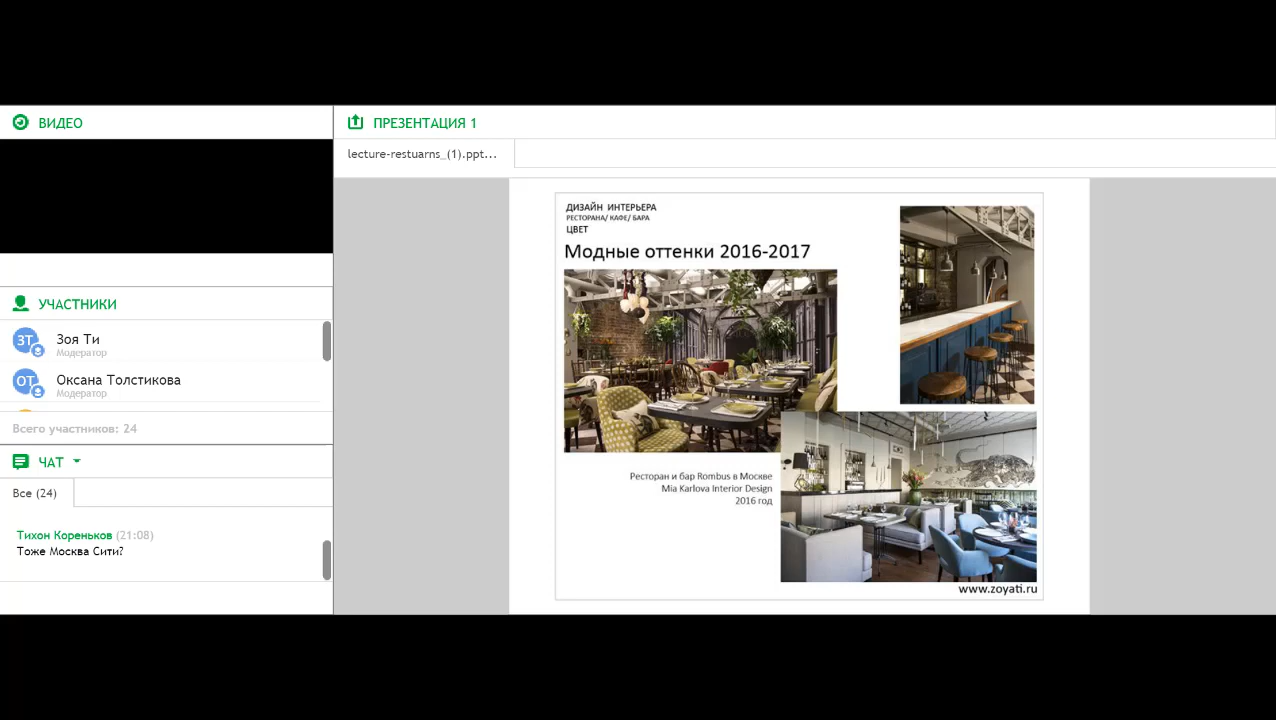 ВИДЕО
УЧАСТНИКИ
ЗТ
Зоя Ти
Модератор
ОТ
Оксана Толстикова
Модератор
Всего участников: 24
ЧАТ
Все (24)
Тихон Кореньков (21:08)
Тоже Москва Сити?
ПРЕЗЕНТАЦИЯ 1
lecture-restuarns_(1).ppt...
ДИЗАЙН ИНТЕРЬЕРА
РЕСТОРАНА/ КАФЕ/ БАРА
ЦВЕТ
Модные оттенки 2016-2017
Ресторан и бар Rombus в Москве
Mia Karlova Interior Design
2016 год
www.zoyati.ru